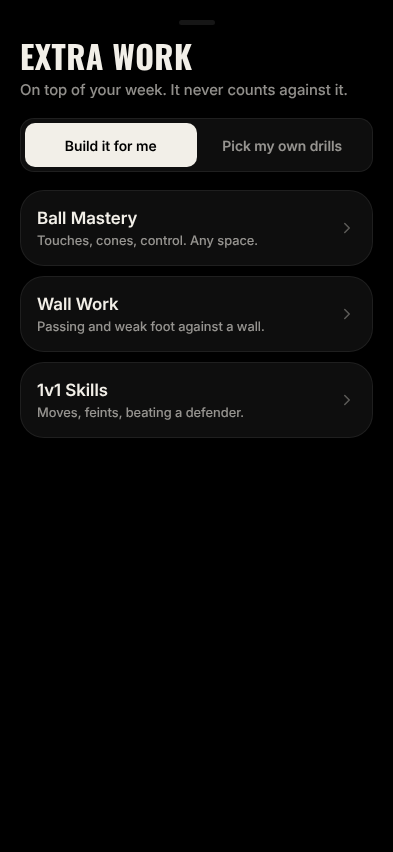 EXTRA WORK
On top of your week. It never counts against it.
Build it for me
Pick my own drills
Ball Mastery
Touches, cones, control. Any space.
Wall Work
Passing and weak foot against a wall.
1v1 Skills
Moves, feints, beating a defender.